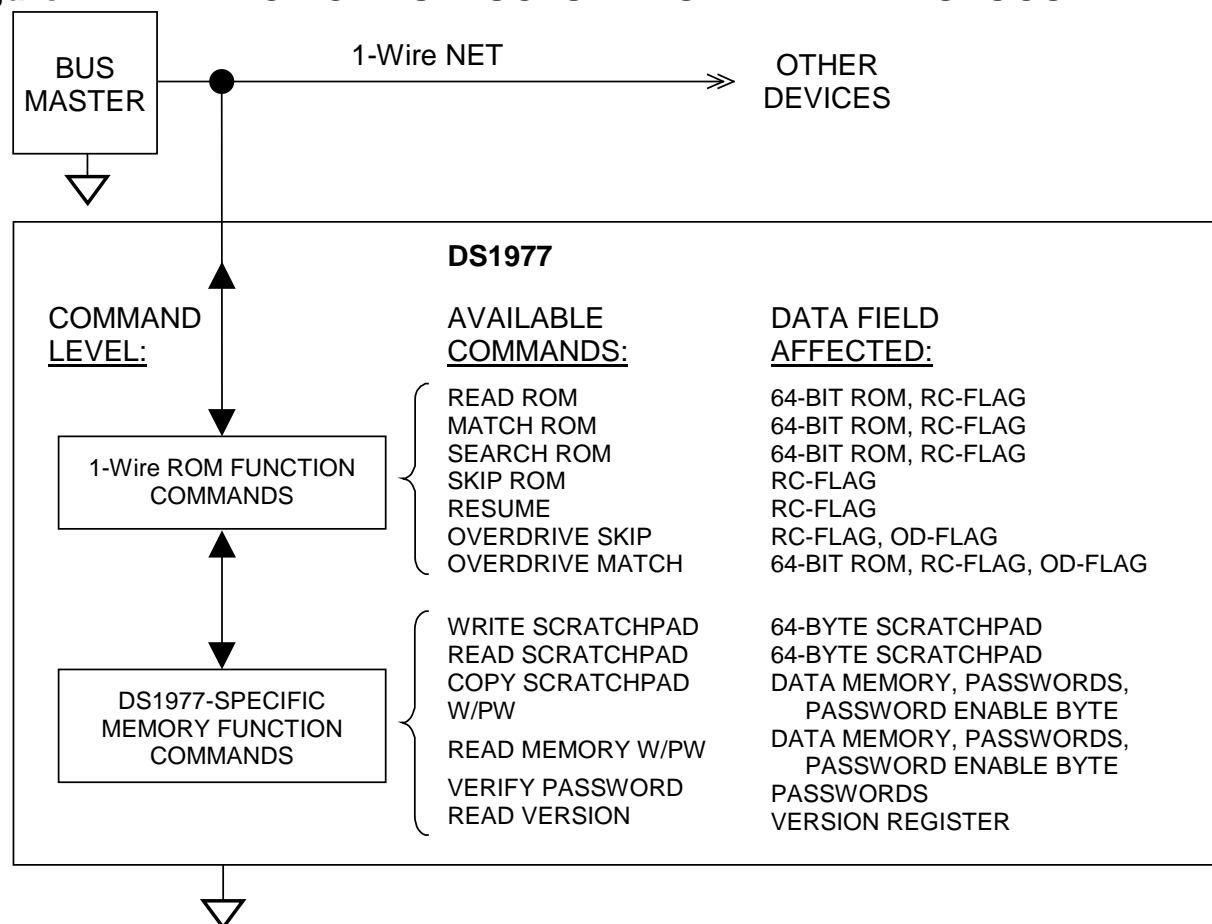 1-Wire NET
BUS
MASTER
OTHER
DEVICES
DS1977
COMMAND
LEVEL:
AVAILABLE
COMMANDS:
DATA FIELD
AFFECTED:
1-Wire ROM FUNCTION
COMMANDS
READ ROM 64-BIT ROM, RC-FLAG
MATCH ROM 64-BIT ROM, RC-FLAG
SEARCH ROM 64-BIT ROM, RC-FLAG
SKIP ROM RC-FLAG
RESUME RC-FLAG
OVERDRIVE SKIP RC-FLAG, OD-FLAG
OVERDRIVE MATCH 64-BIT ROM, RC-FLAG, OD-FLAG
DS1977-SPECIFIC
MEMORY FUNCTION
COMMANDS
WRITE SCRATCHPAD 64-BYTE SCRATCHPAD
READ SCRATCHPAD 64-BYTE SCRATCHPAD
COPY SCRATCHPAD DATA MEMORY, PASSWORDS,
W/PW PASSWORD ENABLE BYTE
READ MEMORY W/PW DATA MEMORY, PASSWORDS,
PASSWORD ENABLE BYTE
VERIFY PASSWORD PASSWORDS
READ VERSION VERSION REGISTER